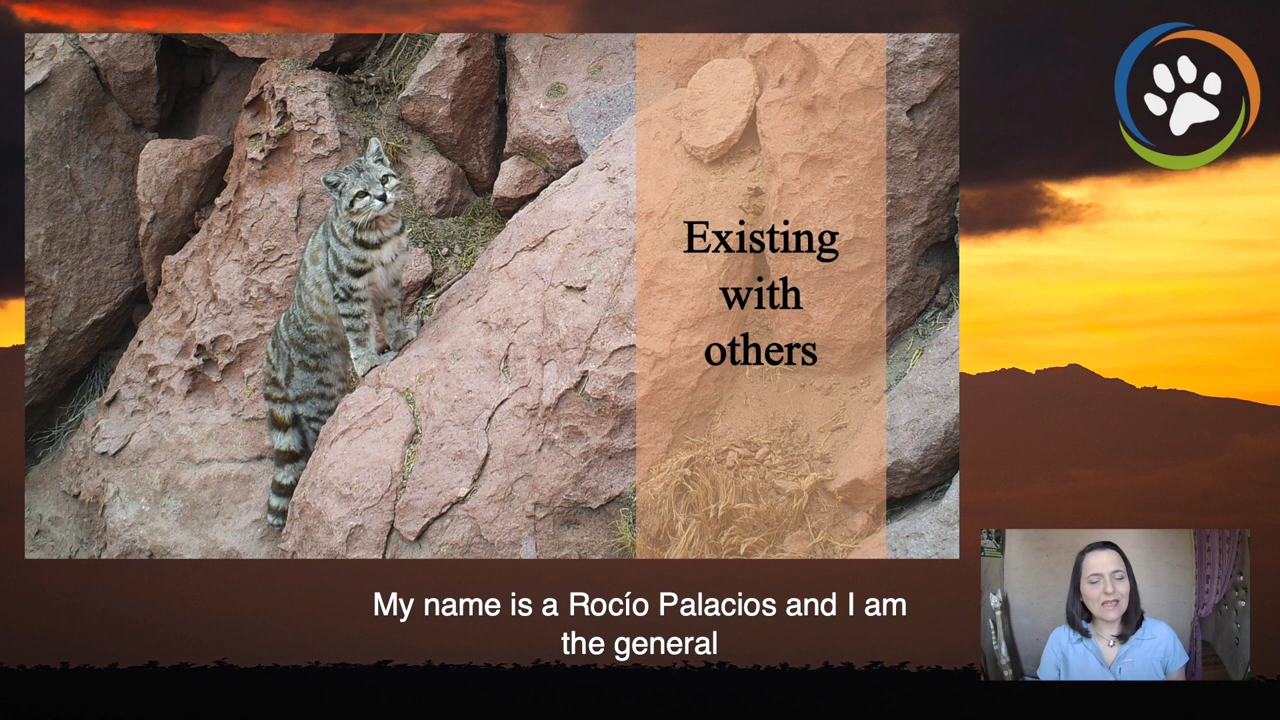 Existing
with
others
My name is a Rocío Palacios and I am
the general